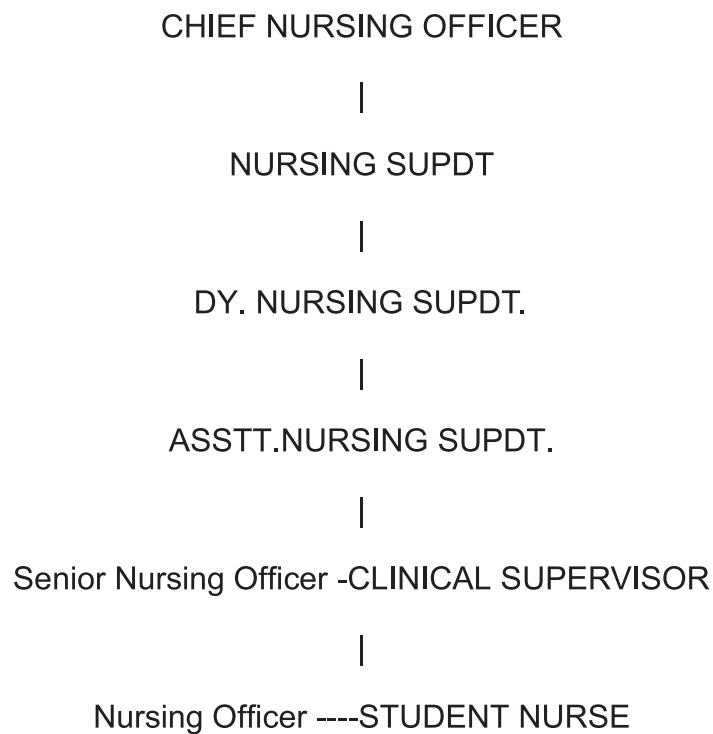 CHIEF NURSING OFFICER
|
NURSING SUPDT
|
DY. NURSING SUPDT.
|
ASSTT.NURSING SUPDT.
|
Senior Nursing Officer -CLINICAL SUPERVISOR
|
Nursing Officer ----STUDENT NURSE